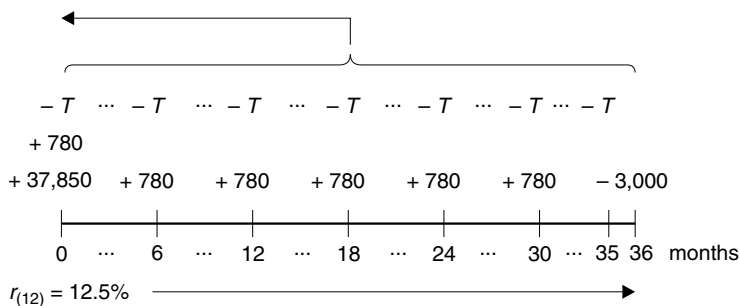 – T ··· – T ··· – T ··· – T ··· – T ··· – T ··· – T
+ 780
+ 37,850 + 780 + 780 + 780 + 780 + 780 – 3,000
0 ··· 6 ··· 12 ··· 18 ··· 24 ··· 30 ··· 35 36 months
r(12) = 12.5%